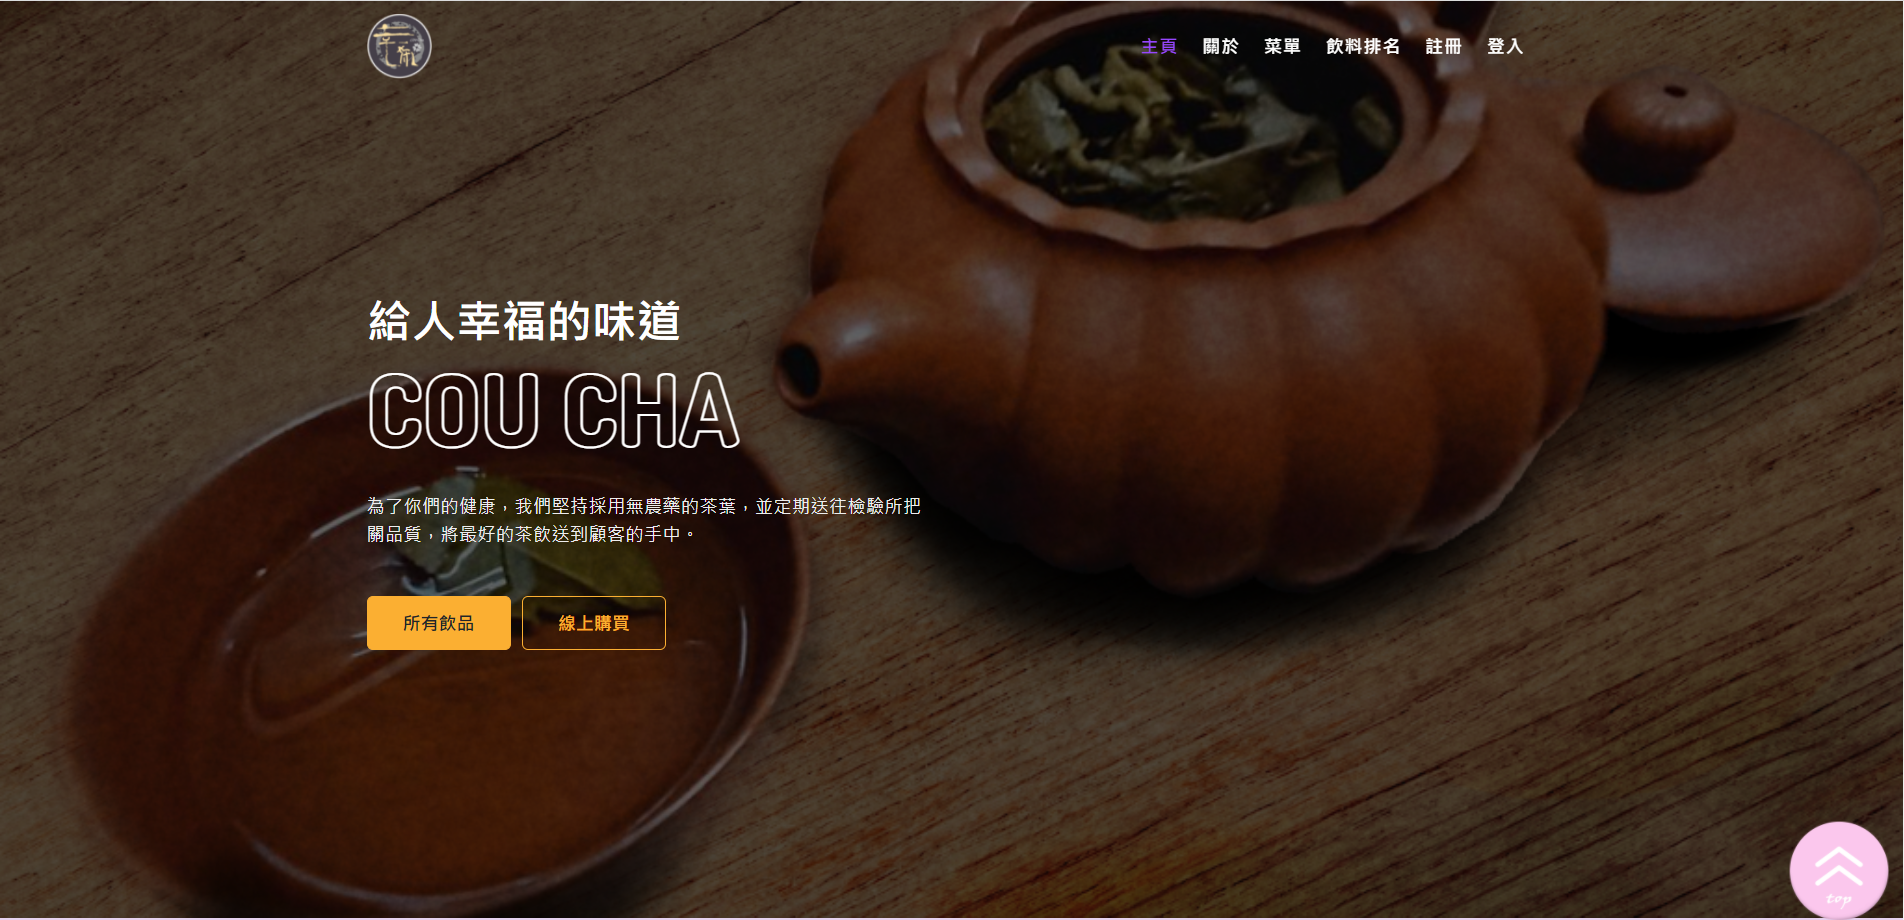 主頁 關於 菜單 飲料排名 註冊 登入
給人幸福的味道
COU CHA
為了你們的健康，我們堅持採用無農藥的茶葉，並定期送往檢驗所把
關品質，將最好的茶飲送到顧客的手中。
所有飲品 線上購買
top